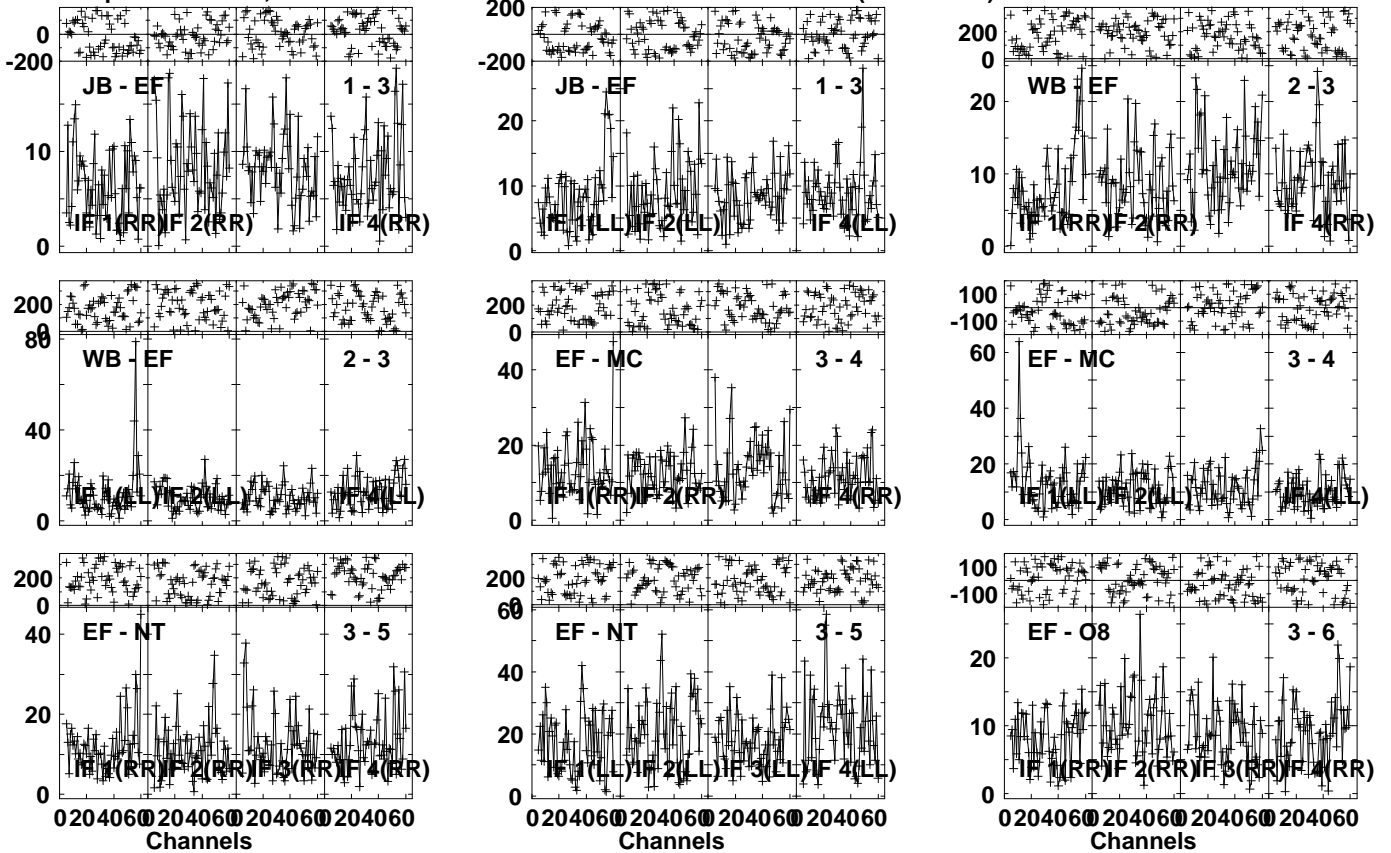 200
0 200
-200 -200 0
JB - EF 1 - 3 JB - EF 1 - 3 WB - EF 2 - 3
20 20
10 10 10
IF 1(RR) IF 2(RR) IF 4(RR) IF 1(LL) IF 2(LL) IF 4(LL) IF 1(RR) IF 2(RR) IF 4(RR)
0 0 0
200 200 100
0 0 -100
80 WB - EF 2 - 3 EF - MC 3 - 4 EF - MC 3 - 4
40 60
40 40
20 20
IF 1(LL) IF 2(LL) IF 4(LL) IF 1(RR) IF 2(RR) IF 4(RR) IF 1(LL) IF 2(LL) IF 4(LL)
0 0 0
200 200 100
0 0 -100
60
EF - NT 3 - 5 EF - NT 3 - 5 EF - O8 3 - 6
40 40 20
20 20 10
IF 1(RR) IF 2(RR) IF 3(RR) IF 4(RR) IF 1(LL) IF 2(LL) IF 3(LL) IF 4(LL) IF 1(RR) IF 2(RR) IF 3(RR) IF 4(RR)
0 0 0
0 20 40 60 0 20 40 60 0 20 40 60 0 20 40 60 0 20 40 60 0 20 40 60 0 20 40 60 0 20 40 60 0 20 40 60 0 20 40 60 0 20 40 60 0 20 40 60
Channels Channels Channels